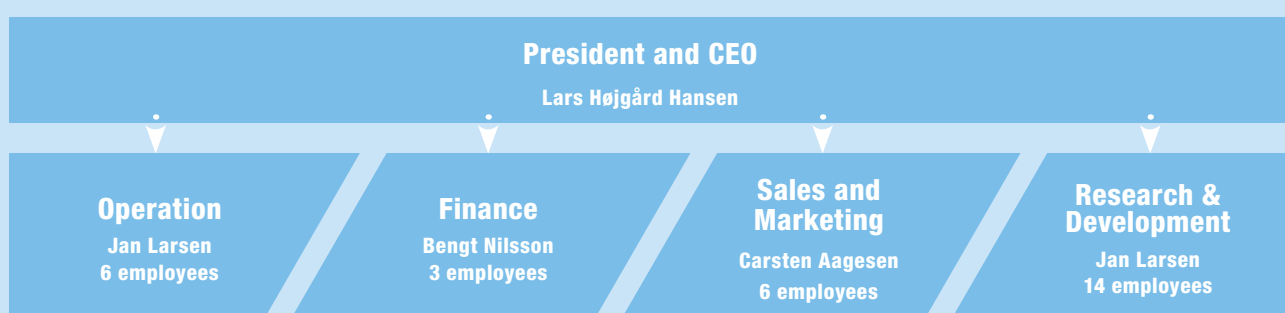 President and CEO
Lars Højgård Hansen
Operation
Jan Larsen
6 employees
Finance
Bengt Nilsson
3 employees
Sales and
Marketing
Carsten Aagesen
6 employees
Research &
Development
Jan Larsen
14 employees